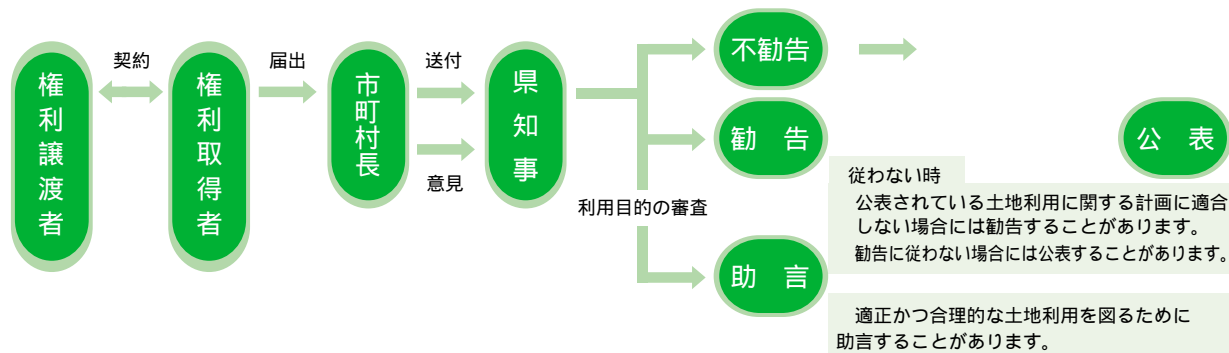 権利譲渡者
契約
権利取得者
届出
市町村長
送付
意見
県知事
利用目的の審査
不勧告
勧 告
公 表
従わない時
公表されている土地利用に関する計画に適合
しない場合には勧告することがあります。
勧告に従わない場合には公表することがあります。
助 言
適正かつ合理的な土地利用を図るために
助言することがあります。